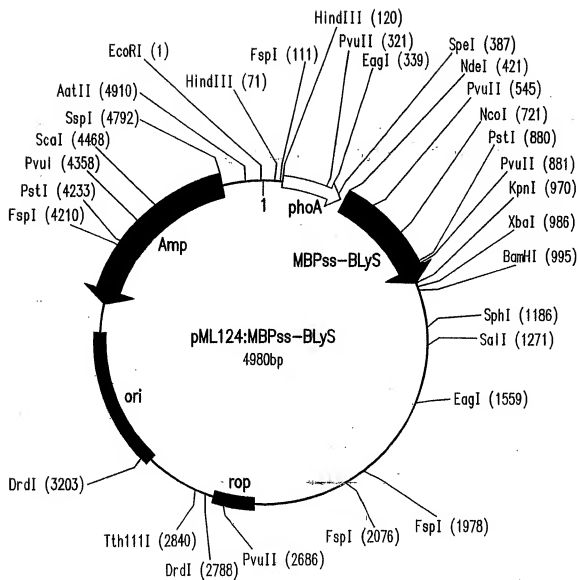 HindIII (120)
PvuII (321)
EagI (339)
SpeI (387)
NdeI (421)
PvuII (545)
NcoI (721)
PstI (880)
PvuII (881)
KpnI (970)
XbaI (986)
BamHI (995)
SphI (1186)
SalI (1271)
EagI (1559)
FspI (1978)
FspI (2076)
PvuII (2686)
DrdI (2788)
Tth111I (2840)
DrdI (3203)
FspI (4210)
PstI (4233)
PvuI (4358)
ScaI (4468)
SspI (4792)
AatII (4910)
EcoRI (1)
HindIII (71)
FspI (111)
1
phoA
MBPss-BLyS
Amp
pML124:MBPss-BLyS
4980bp
ori
rop